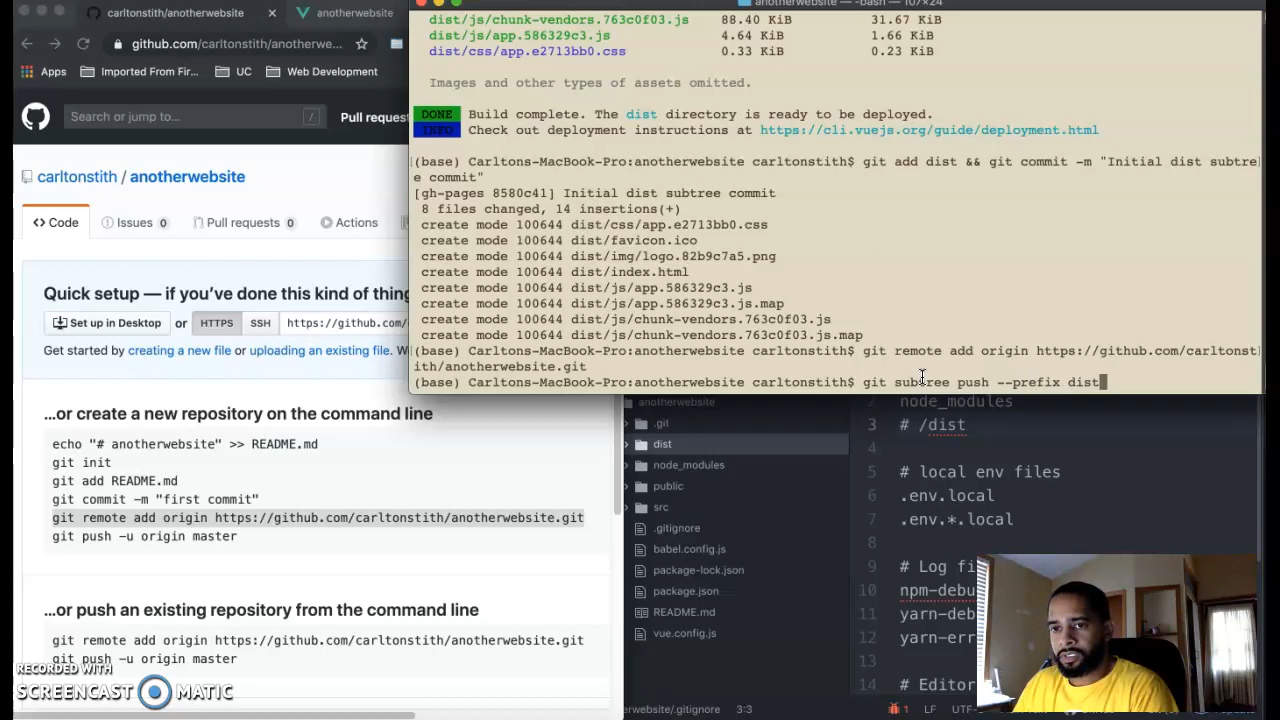 carltonstith/anotherwebsite
anotherwebsite
github.com/carltonstith/anotherwe...
Apps
Imported From Fir...
UC
Web Development
Search or jump to...
/
Pull reques
carltonstith / anotherwebsite
Code
Issues 0
Pull requests 0
Actions
Quick setup — if you've done this kind of thing
Set up in Desktop
or
HTTPS
SSH
https://github.com/
Get started by creating a new file or uploading an existing file. W
...or create a new repository on the command line
echo "# anotherwebsite" >> README.md
git init
git add README.md
git commit -m "first commit"
git remote add origin https://github.com/carltonstith/anotherwebsite.git
git push -u origin master
...or push an existing repository from the command line
git remote add origin https://github.com/carltonstith/anotherwebsite.git
git push -u origin master
RECORDED WITH
SCREENCAST MATIC
anotherwebsite — -bash — 107×24
dist/js/chunk-vendors.763c0f03.js 88.40 KiB 31.67 KiB
dist/js/app.586329c3.js 4.64 KiB 1.66 KiB
dist/css/app.e2713bb0.css 0.33 KiB 0.23 KiB
Images and other types of assets omitted.
DONE Build complete. The dist directory is ready to be deployed.
INFO Check out deployment instructions at https://cli.vuejs.org/guide/deployment.html
(base) Carltons-MacBook-Pro:anotherwebsite carltonstith$ git add dist && git commit -m "Initial dist subtre
e commit"
[gh-pages 8580c41] Initial dist subtree commit
8 files changed, 14 insertions(+)
create mode 100644 dist/css/app.e2713bb0.css
create mode 100644 dist/favicon.ico
create mode 100644 dist/img/logo.82b9c7a5.png
create mode 100644 dist/index.html
create mode 100644 dist/js/app.586329c3.js
create mode 100644 dist/js/app.586329c3.js.map
create mode 100644 dist/js/chunk-vendors.763c0f03.js
create mode 100644 dist/js/chunk-vendors.763c0f03.js.map
(base) Carltons-MacBook-Pro:anotherwebsite carltonstith$ git remote add origin https://github.com/carltonst
ith/anotherwebsite.git
(base) Carltons-MacBook-Pro:anotherwebsite carltonstith$ git subtree push --prefix dist
anotherwebsite
.git
dist
node_modules
public
src
.gitignore
babel.config.js
package-lock.json
package.json
README.md
vue.config.js
2 node_modules
3 # /dist
4
5 # local env files
6 .env.local
7 .env.*.local
8
9 # Log fi
10 npm-debu
11 yarn-deb
12 yarn-err
13
14 # Editor
erwebsite/.gitignore 3:3
1 LF UTF-